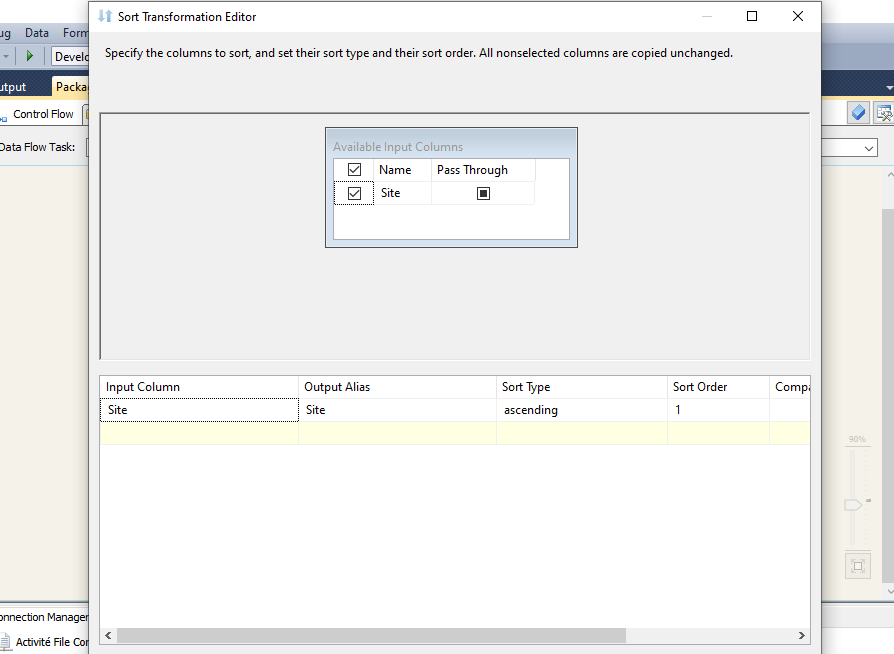 Sort Transformation Editor
ug Data Form
Develo
Specify the columns to sort, and set their sort type and their sort order. All nonselected columns are copied unchanged.
utput Packa
Control Flow
Data Flow Task:
Available Input Columns
Name Pass Through
Site
Input Column Output Alias Sort Type Sort Order Compa
Site Site ascending 1
90%
onnection Manager
Activité File Cor